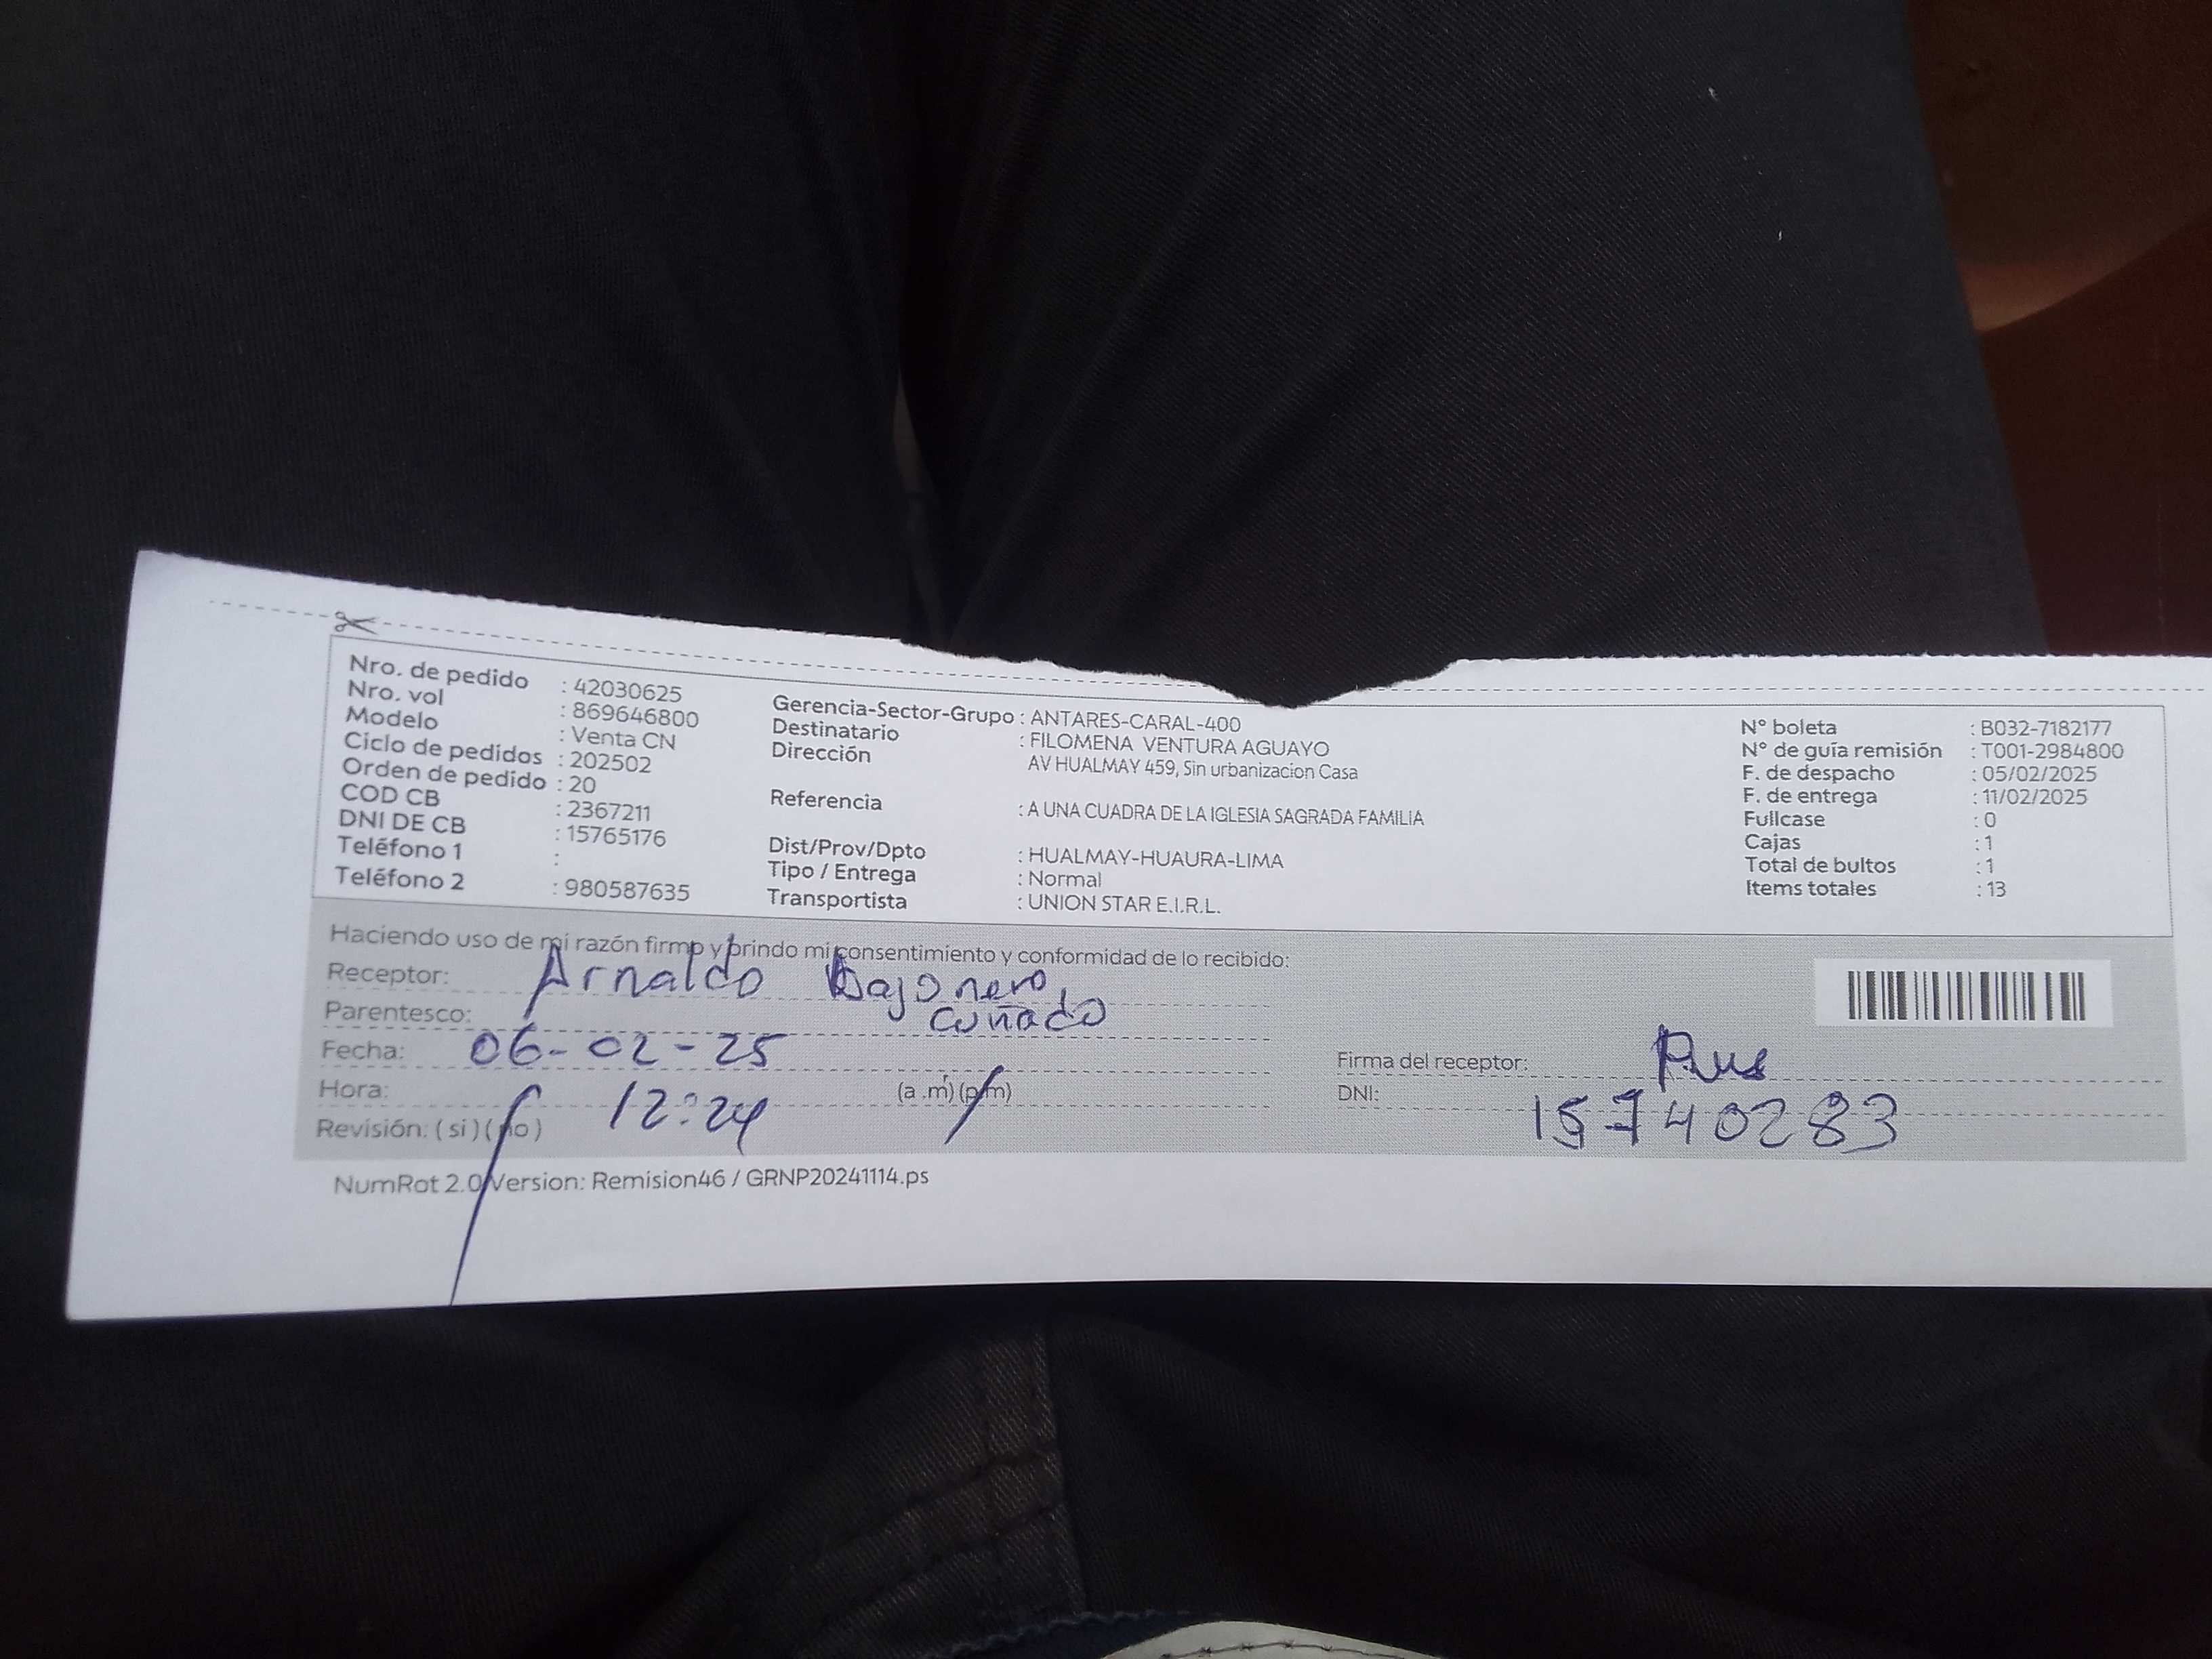 Nro. de pedido : 42030625
Nro. vol : 869646800
Modelo : Venta CN
Ciclo de pedidos : 202502
Orden de pedido : 20
COD CB : 2367211
DNI DE CB : 15765176
Teléfono 1 :
Teléfono 2 : 980587635
Gerencia-Sector-Grupo : ANTARES-CARAL-400
Destinatario : FILOMENA VENTURA AGUAYO
Dirección AV HUALMAY 459, Sin urbanizacion Casa
Referencia : A UNA CUADRA DE LA IGLESIA SAGRADA FAMILIA
Dist/Prov/Dpto : HUALMAY-HUAURA-LIMA
Tipo / Entrega : Normal
Transportista : UNION STAR E.I.R.L.
N° boleta : B032-7182177
N° de guía remisión : T001-2984800
F. de despacho : 05/02/2025
F. de entrega : 11/02/2025
Fullcase : 0
Cajas : 1
Total de bultos : 1
Items totales : 13
Haciendo uso de mi razón firmo y brindo mi consentimiento y conformidad de lo recibido:
Receptor: Arnaldo Bajonero
Parentesco: cuñado
Fecha: 06-02-25
Hora: 12:24 (a .m) (p.m)
Revisión: ( si ) ( no )
Firma del receptor:
DNI: 15740283
NumRot 2.0 Version: Remision46 / GRNP20241114.ps